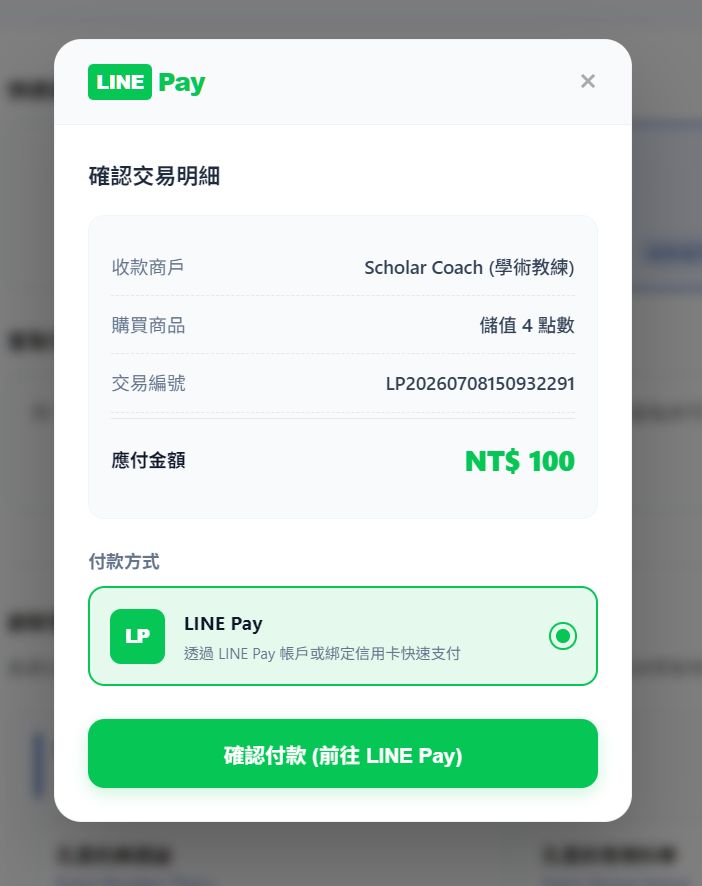 LINE Pay
×
確認交易明細
收款商戶 Scholar Coach (學術教練)
購買商品 儲值 4 點數
交易編號 LP20260708150932291
應付金額 NT$ 100
付款方式
LP
LINE Pay
透過 LINE Pay 帳戶或綁定信用卡快速支付
確認付款 (前往 LINE Pay)